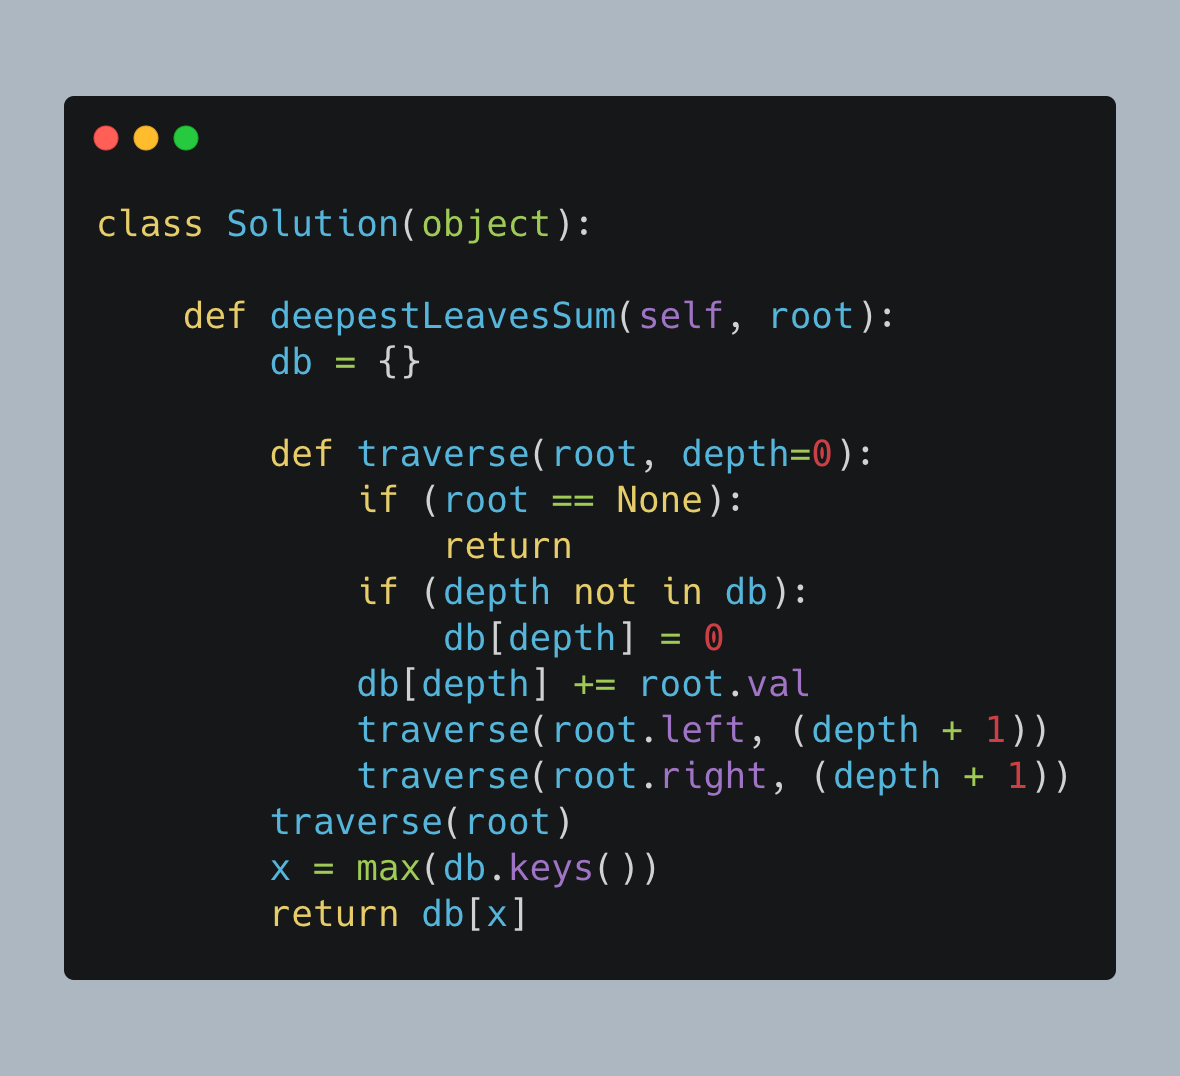 class Solution(object):

    def deepestLeavesSum(self, root):
        db = {}

        def traverse(root, depth=0):
            if (root == None):
                return
            if (depth not in db):
                db[depth] = 0
            db[depth] += root.val
            traverse(root.left, (depth + 1))
            traverse(root.right, (depth + 1))
        traverse(root)
        x = max(db.keys())
        return db[x]